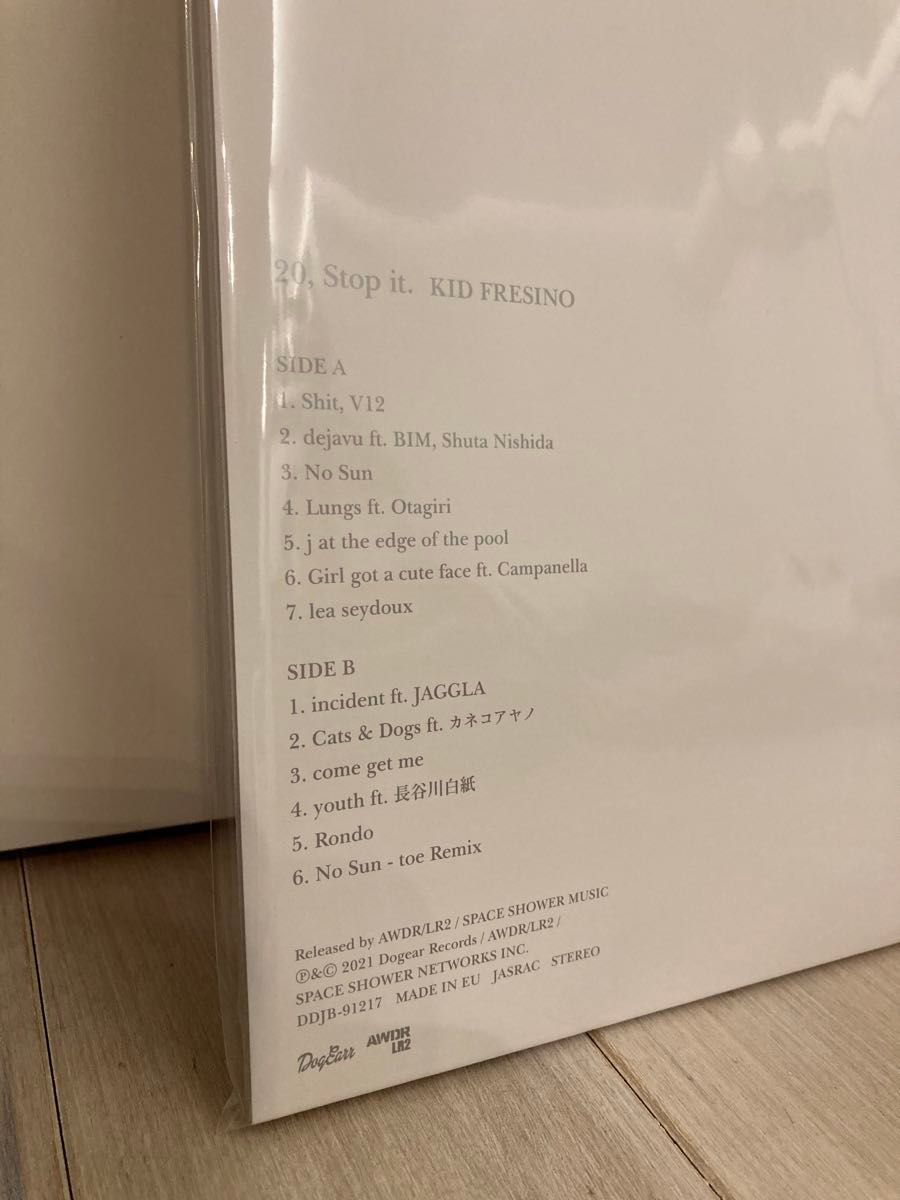 20, Stop it. KID FRESINO
SIDE A
1. Shit, V12
2. dejavu ft. BIM, Shuta Nishida
3. No Sun
4. Lungs ft. Otagiri
5. j at the edge of the pool
6. Girl got a cute face ft. Campanella
7. lea seydoux
SIDE B
1. incident ft. JAGGLA
2. Cats & Dogs ft. カネコアヤノ
3. come get me
4. youth ft. 長谷川白紙
5. Rondo
6. No Sun - toe Remix
Released by AWDR/LR2 / SPACE SHOWER MUSIC
Ⓟ&© 2021 Dogear Records / AWDR/LR2 /
SPACE SHOWER NETWORKS INC.
DDJB-91217 MADE IN EU JASRAC STEREO
DogEarr AWDR
LR2